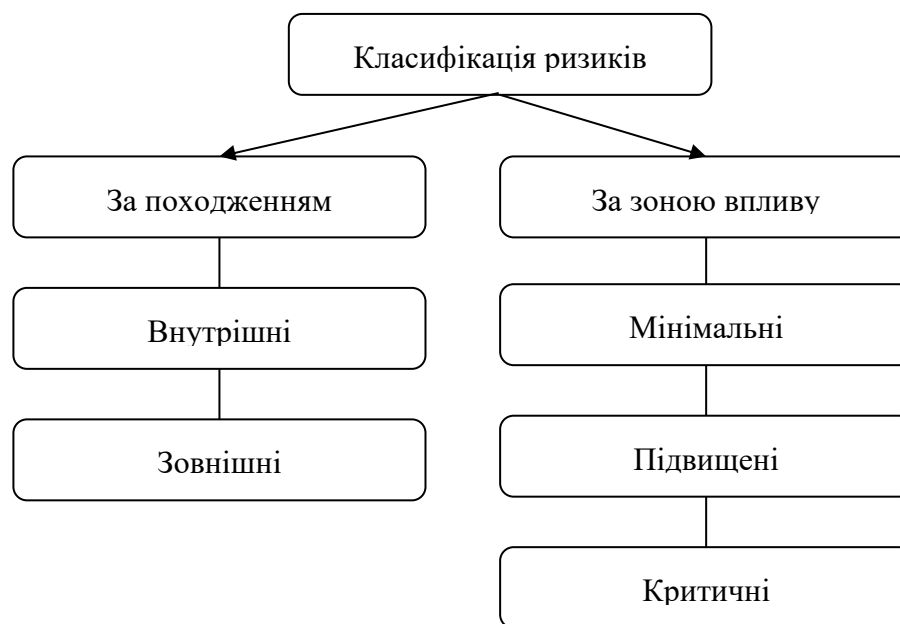 Класифікація ризиків
За походженням
Внутрішні
Зовнішні
За зоною впливу
Мінімальні
Підвищені
Критичні